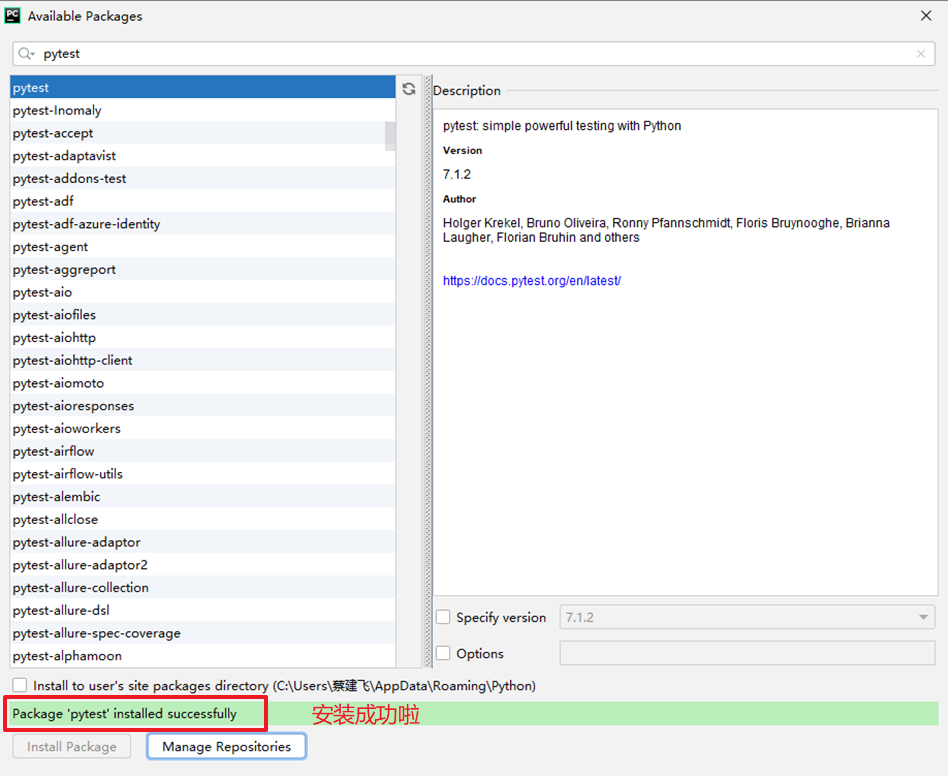 PC
Available Packages
pytest
pytest
pytest-Inomaly
pytest-accept
pytest-adaptavist
pytest-addons-test
pytest-adf
pytest-adf-azure-identity
pytest-agent
pytest-aggreport
pytest-aio
pytest-aiofiles
pytest-aiohttp
pytest-aiohttp-client
pytest-aiomoto
pytest-aioresponses
pytest-aioworkers
pytest-airflow
pytest-airflow-utils
pytest-alembic
pytest-allclose
pytest-allure-adaptor
pytest-allure-adaptor2
pytest-allure-collection
pytest-allure-dsl
pytest-allure-spec-coverage
pytest-alphamoon
Description
pytest: simple powerful testing with Python
Version
7.1.2
Author
Holger Krekel, Bruno Oliveira, Ronny Pfannschmidt, Floris Bruynooghe, Brianna
Laugher, Florian Bruhin and others
https://docs.pytest.org/en/latest/
Specify version
7.1.2
Options
Install to user's site packages directory (C:\Users\蔡建飞\AppData\Roaming\Python)
Package 'pytest' installed successfully
安装成功啦
Install Package
Manage Repositories